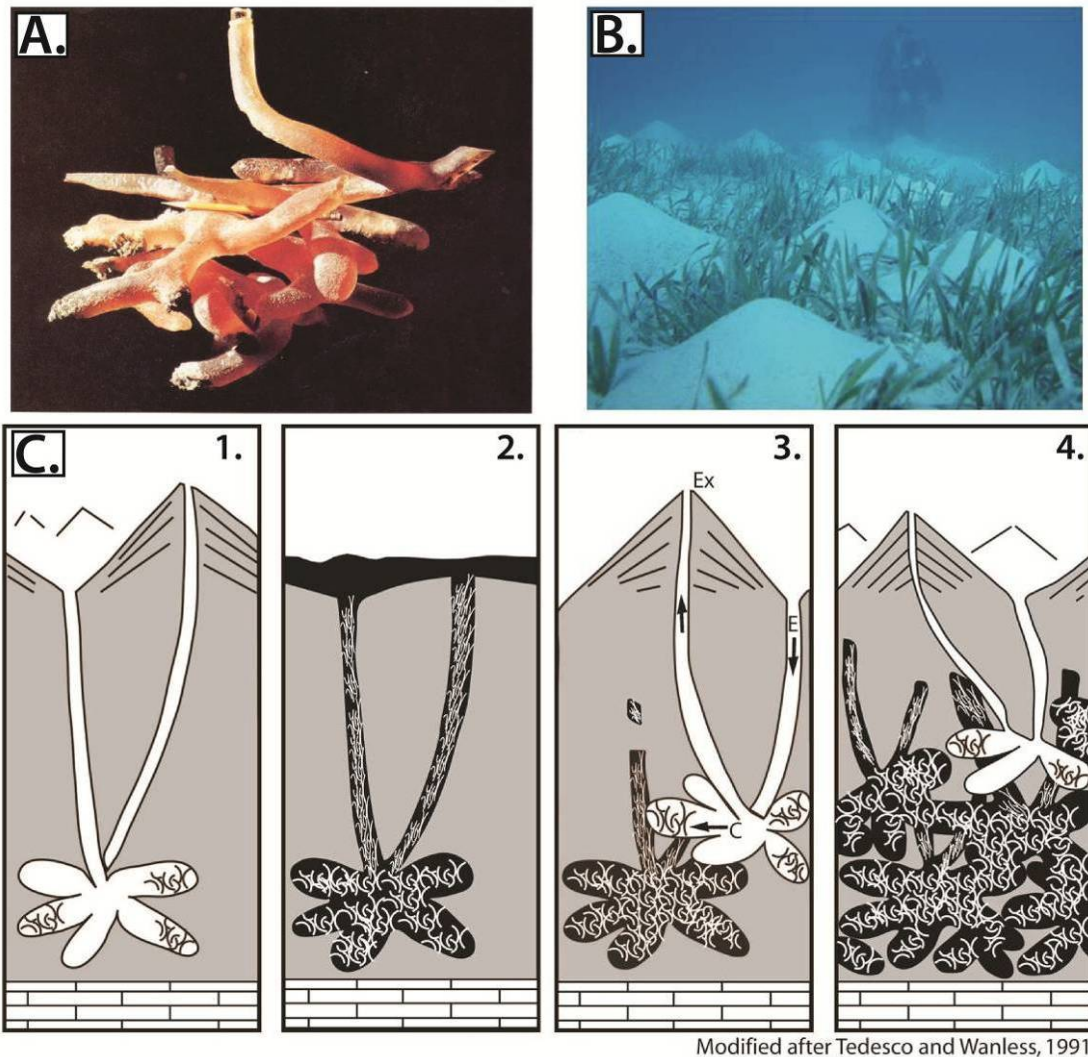 A.
B.
C.
1.
2.
3.
4.
Ex
E
C
Modified after Tedesco and Wanless, 1991